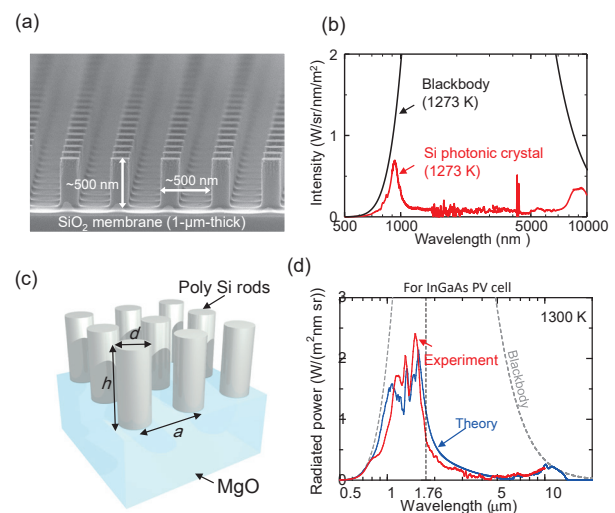 (a)
~500 nm
~500 nm
SiO₂ membrane (1-μm-thick)
(b)
Intensity (W/sr/nm/m²)
2
1
0
Blackbody
(1273 K)
Si photonic crystal
(1273 K)
500
1000
5000
10000
Wavelength (nm)
(c)
Poly Si rods
d
h
a
MgO
(d)
For InGaAs PV cell
Radiated power (W/(m²nm sr))
3
2
1
0
1300 K
Experiment
Blackbody
Theory
0.5
1
1.76
5
10
Wavelength (μm)